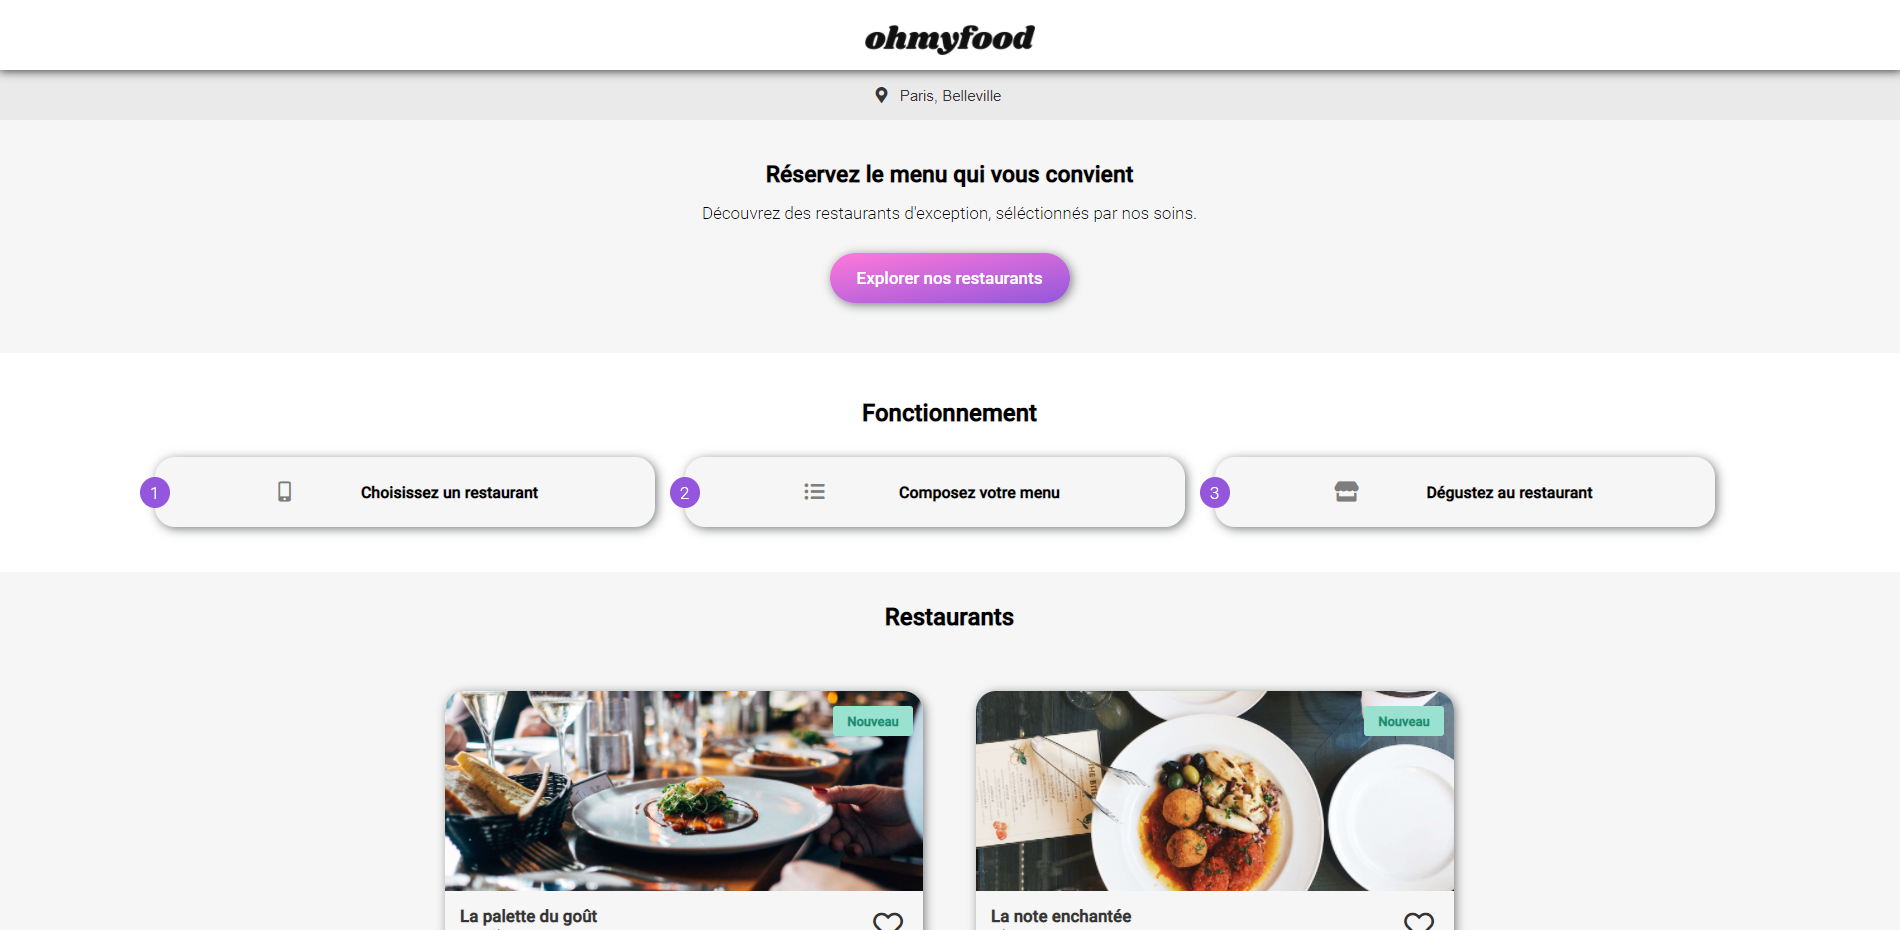 ohmyfood
Paris, Belleville
Réservez le menu qui vous convient
Découvrez des restaurants d'exception, séléctionnés par nos soins.
Explorer nos restaurants
Fonctionnement
1 Choisissez un restaurant
2 Composez votre menu
3 Dégustez au restaurant
Restaurants
Nouveau
Nouveau
La palette du goût
La note enchantée